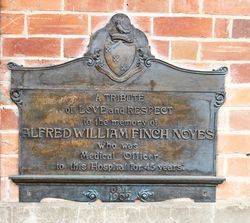 A TRIBUTE
of LOVE and RESPECT
to the memory of
ALFRED WILLIAM FINCH NOYES
who was
Medical Officer
to this Hospital for 45 years.
1902